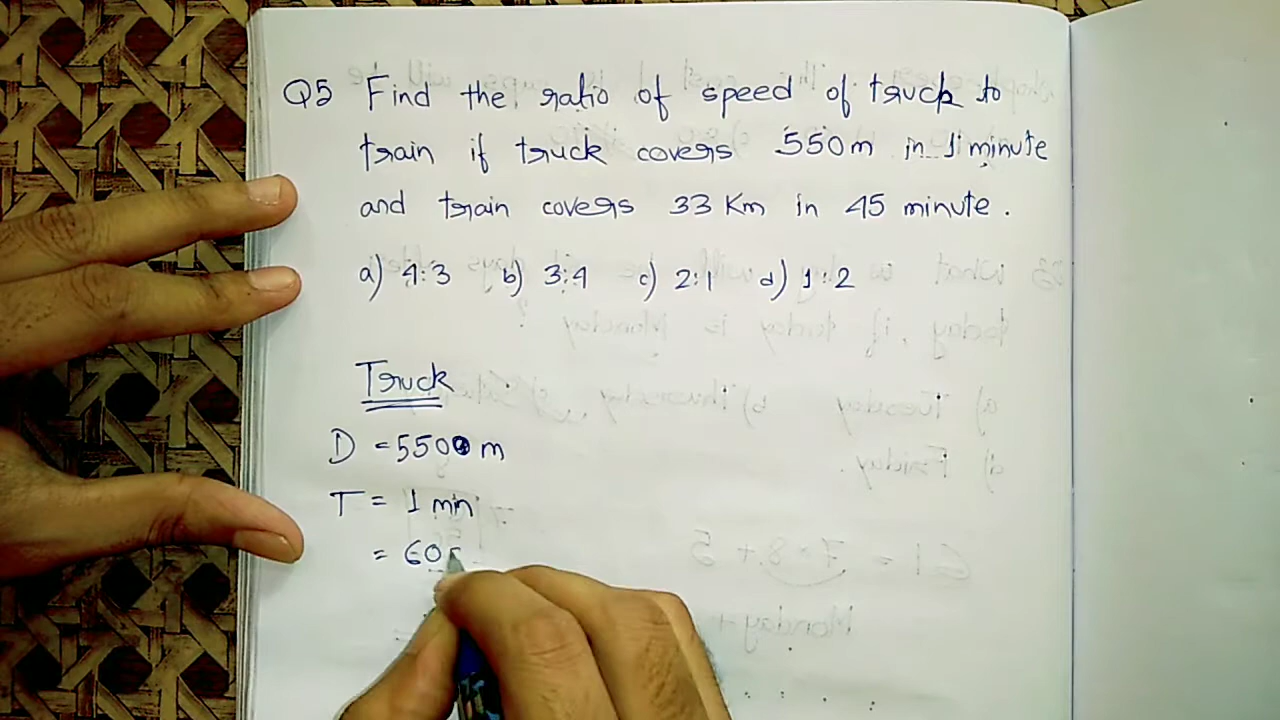 Q5 Find the ratio of speed of truck to
train if truck covers 550m in 1 minute
and train covers 33 Km in 45 minute.
a) 4:3 b) 3:4 c) 2:1 d) 1:2
Truck
D = 550 m
T = 1 min
= 60